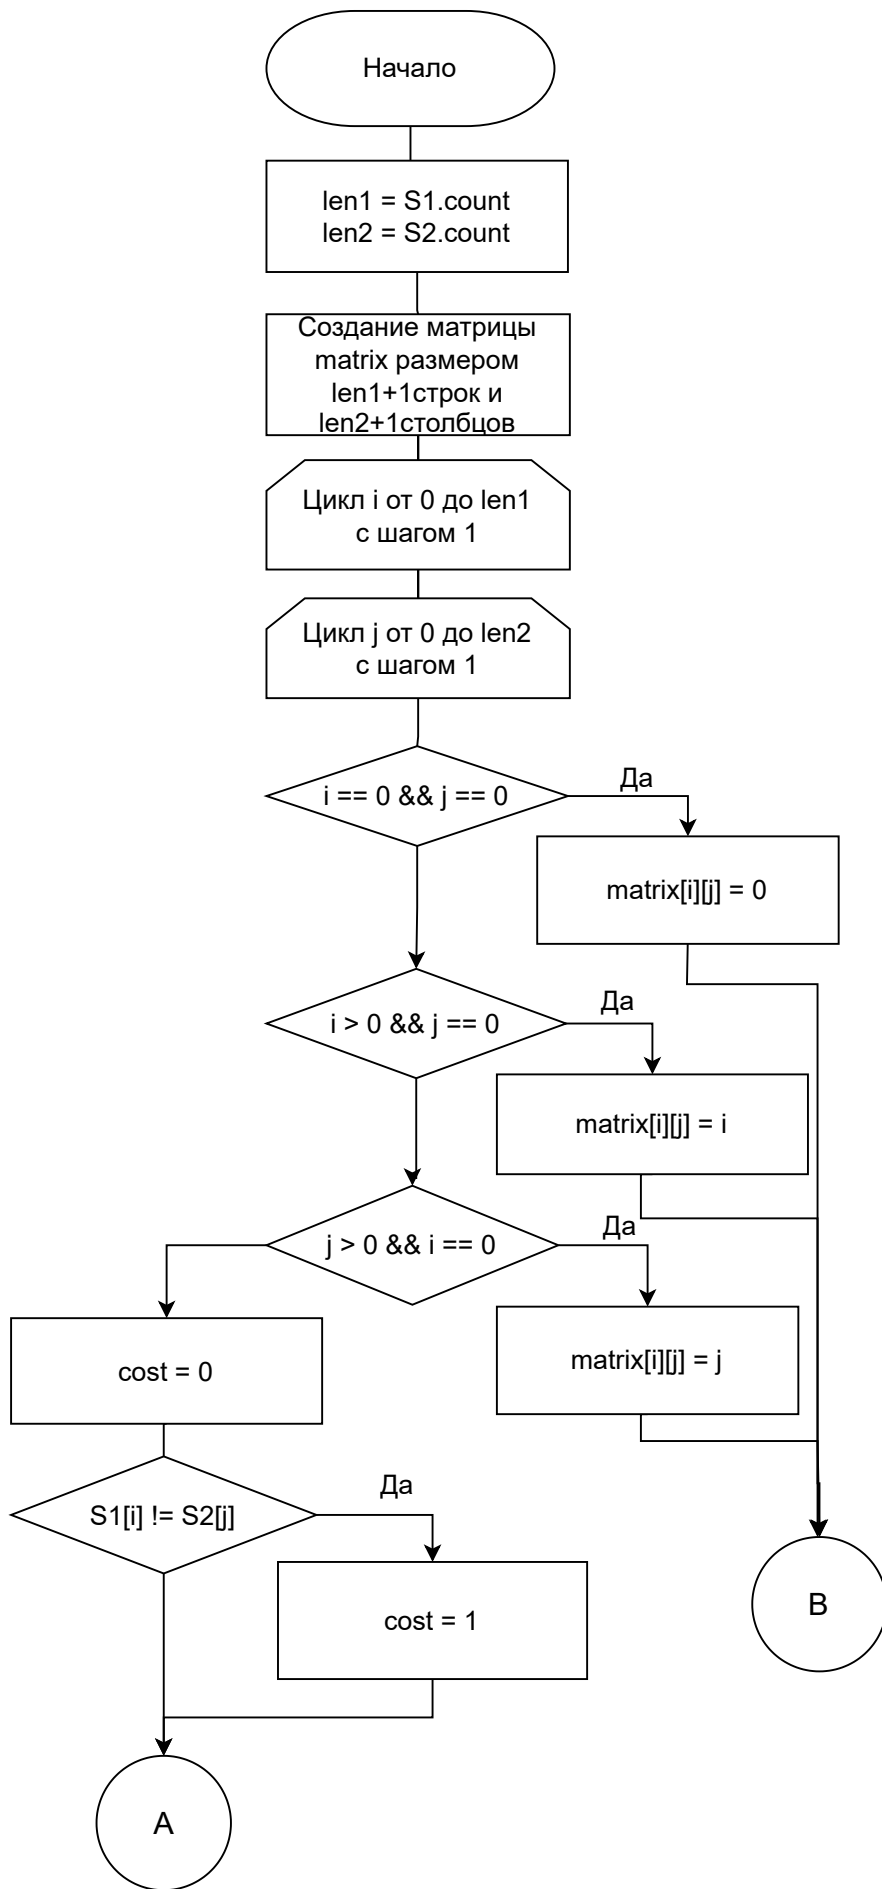 Начало
len1 = S1.count
len2 = S2.count
Создание матрицы
matrix размером
len1+1строк и
len2+1столбцов
Цикл i от 0 до len1
с шагом 1
Цикл j от 0 до len2
с шагом 1
i == 0 && j == 0
Да
matrix[i][j] = 0
i > 0 && j == 0
Да
matrix[i][j] = i
j > 0 && i == 0
Да
matrix[i][j] = j
cost = 0
S1[i] != S2[j]
Да
cost = 1
B
A